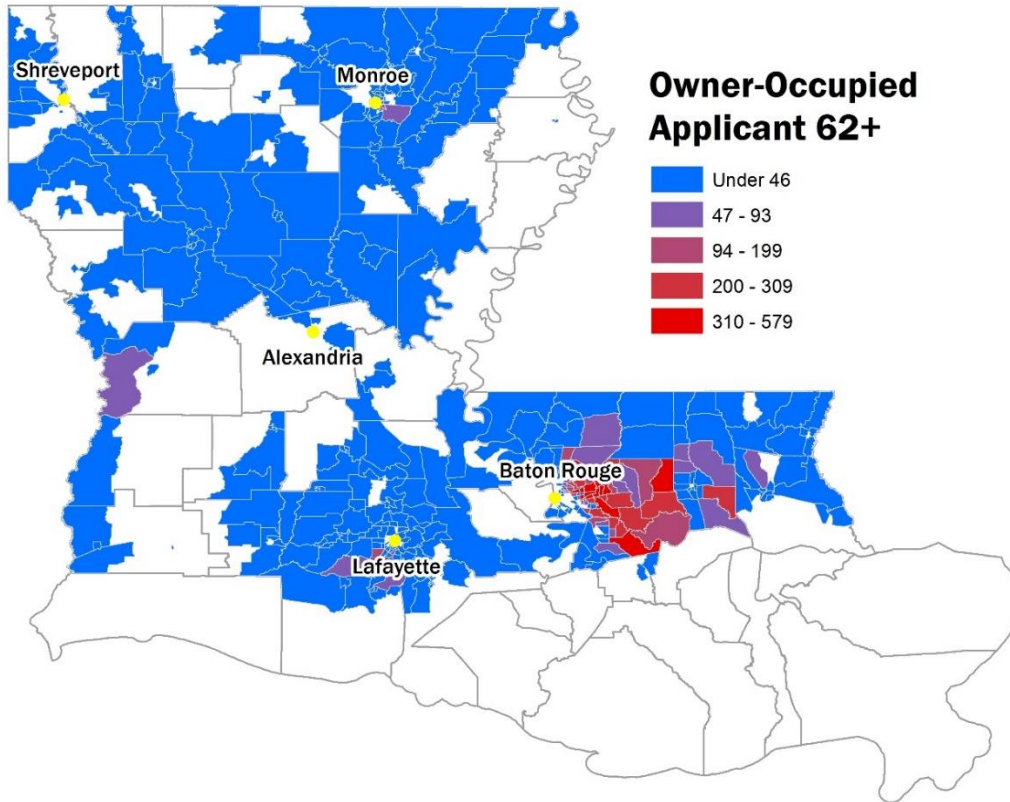 Shreveport
Monroe
Owner-Occupied
Applicant 62+
Under 46
47 - 93
94 - 199
200 - 309
310 - 579
Alexandria
Baton Rouge
Lafayette